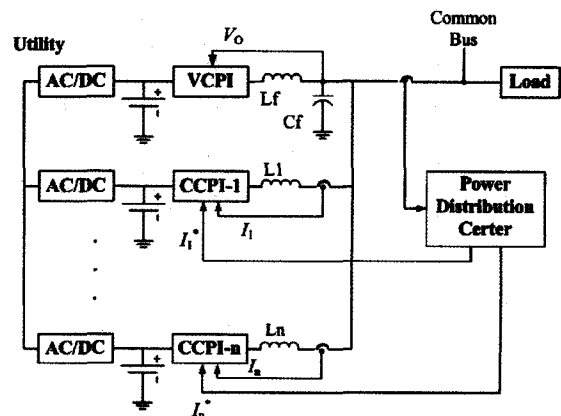 Common
Bus
Utility
V_O
AC/DC
VCPI
Lf
Cf
Load
+
AC/DC
CCPI-1
L1
+
I_1^*
I_1
Power
Distribution
Certer
AC/DC
CCPI-n
Ln
+
I_n
I_n^*